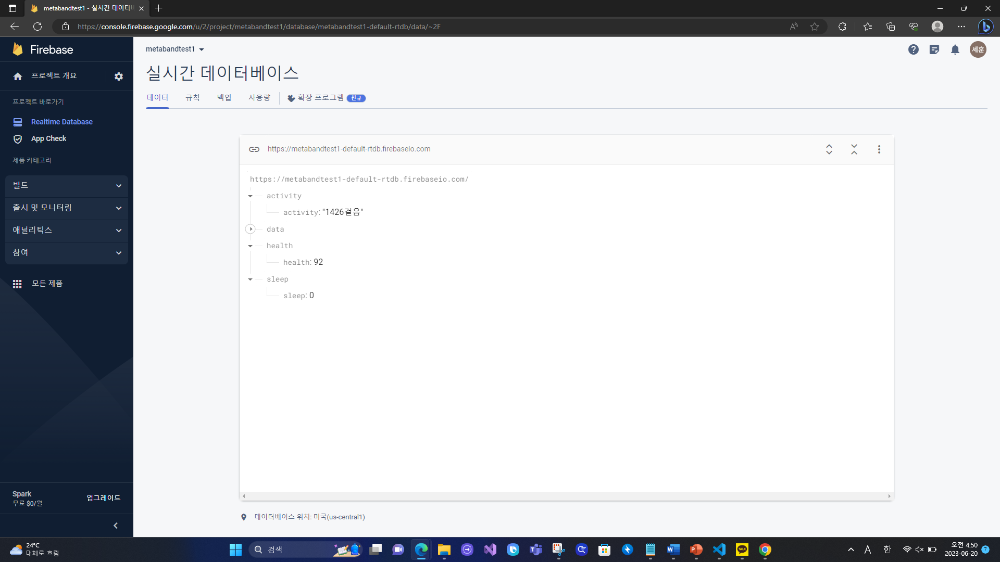 metabandtest1 - 실시간 데이터베
https://console.firebase.google.com/u/2/project/metabandtest1/database/metabandtest1-default-rtdb/data/~2F
Firebase
프로젝트 개요
프로젝트 바로가기
Realtime Database
App Check
제품 카테고리
빌드
출시 및 모니터링
애널리틱스
참여
모든 제품
Spark
무료 $0/월
업그레이드
metabandtest1
세훈
실시간 데이터베이스
데이터 규칙 백업 사용량 확장 프로그램 신규
https://metabandtest1-default-rtdb.firebaseio.com
https://metabandtest1-default-rtdb.firebaseio.com/
activity
activity: "1426걸음"
data
health
health: 92
sleep
sleep: 0
데이터베이스 위치: 미국(us-central1)
24°C
대체로 흐림
검색
TALK
A 한
오전 4:50
2023-06-20
7